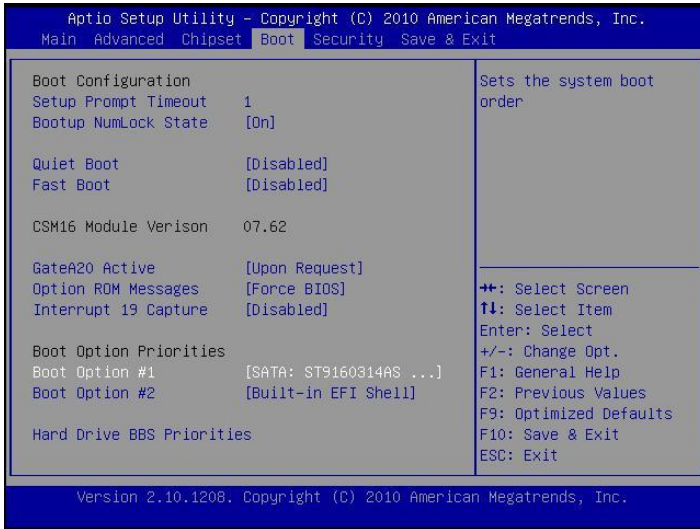 Aptio Setup Utility – Copyright (C) 2010 American Megatrends, Inc.
Main Advanced Chipset Boot Security Save & Exit
Boot Configuration
Setup Prompt Timeout 1
Bootup NumLock State [On]
Quiet Boot [Disabled]
Fast Boot [Disabled]
CSM16 Module Verison 07.62
GateA20 Active [Upon Request]
Option ROM Messages [Force BIOS]
Interrupt 19 Capture [Disabled]
Boot Option Priorities
Boot Option #1 [SATA: ST9160314AS ...]
Boot Option #2 [Built-in EFI Shell]
Hard Drive BBS Priorities
Sets the system boot
order
→←: Select Screen
↑↓: Select Item
Enter: Select
+/-: Change Opt.
F1: General Help
F2: Previous Values
F9: Optimized Defaults
F10: Save & Exit
ESC: Exit
Version 2.10.1208. Copyright (C) 2010 American Megatrends, Inc.